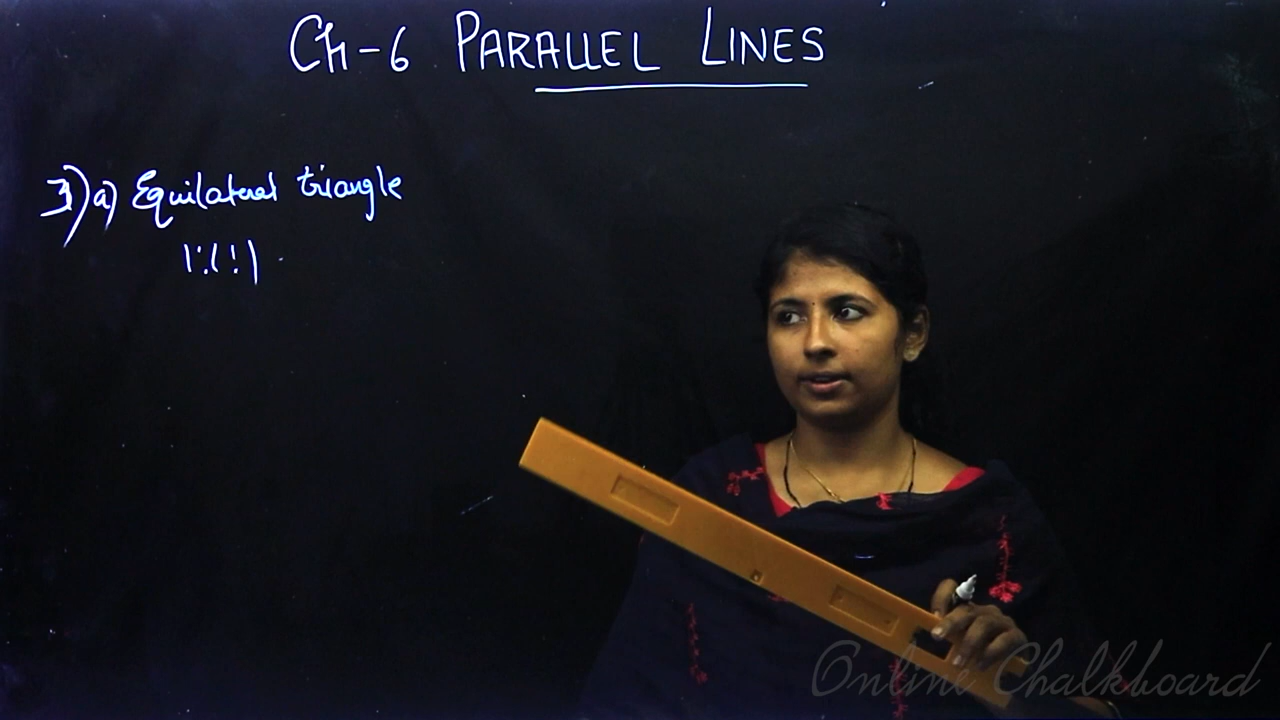 Ch-6 PARALLEL LINES
3) a) Equilateral triangle
1:1:1
Online Chalkboard